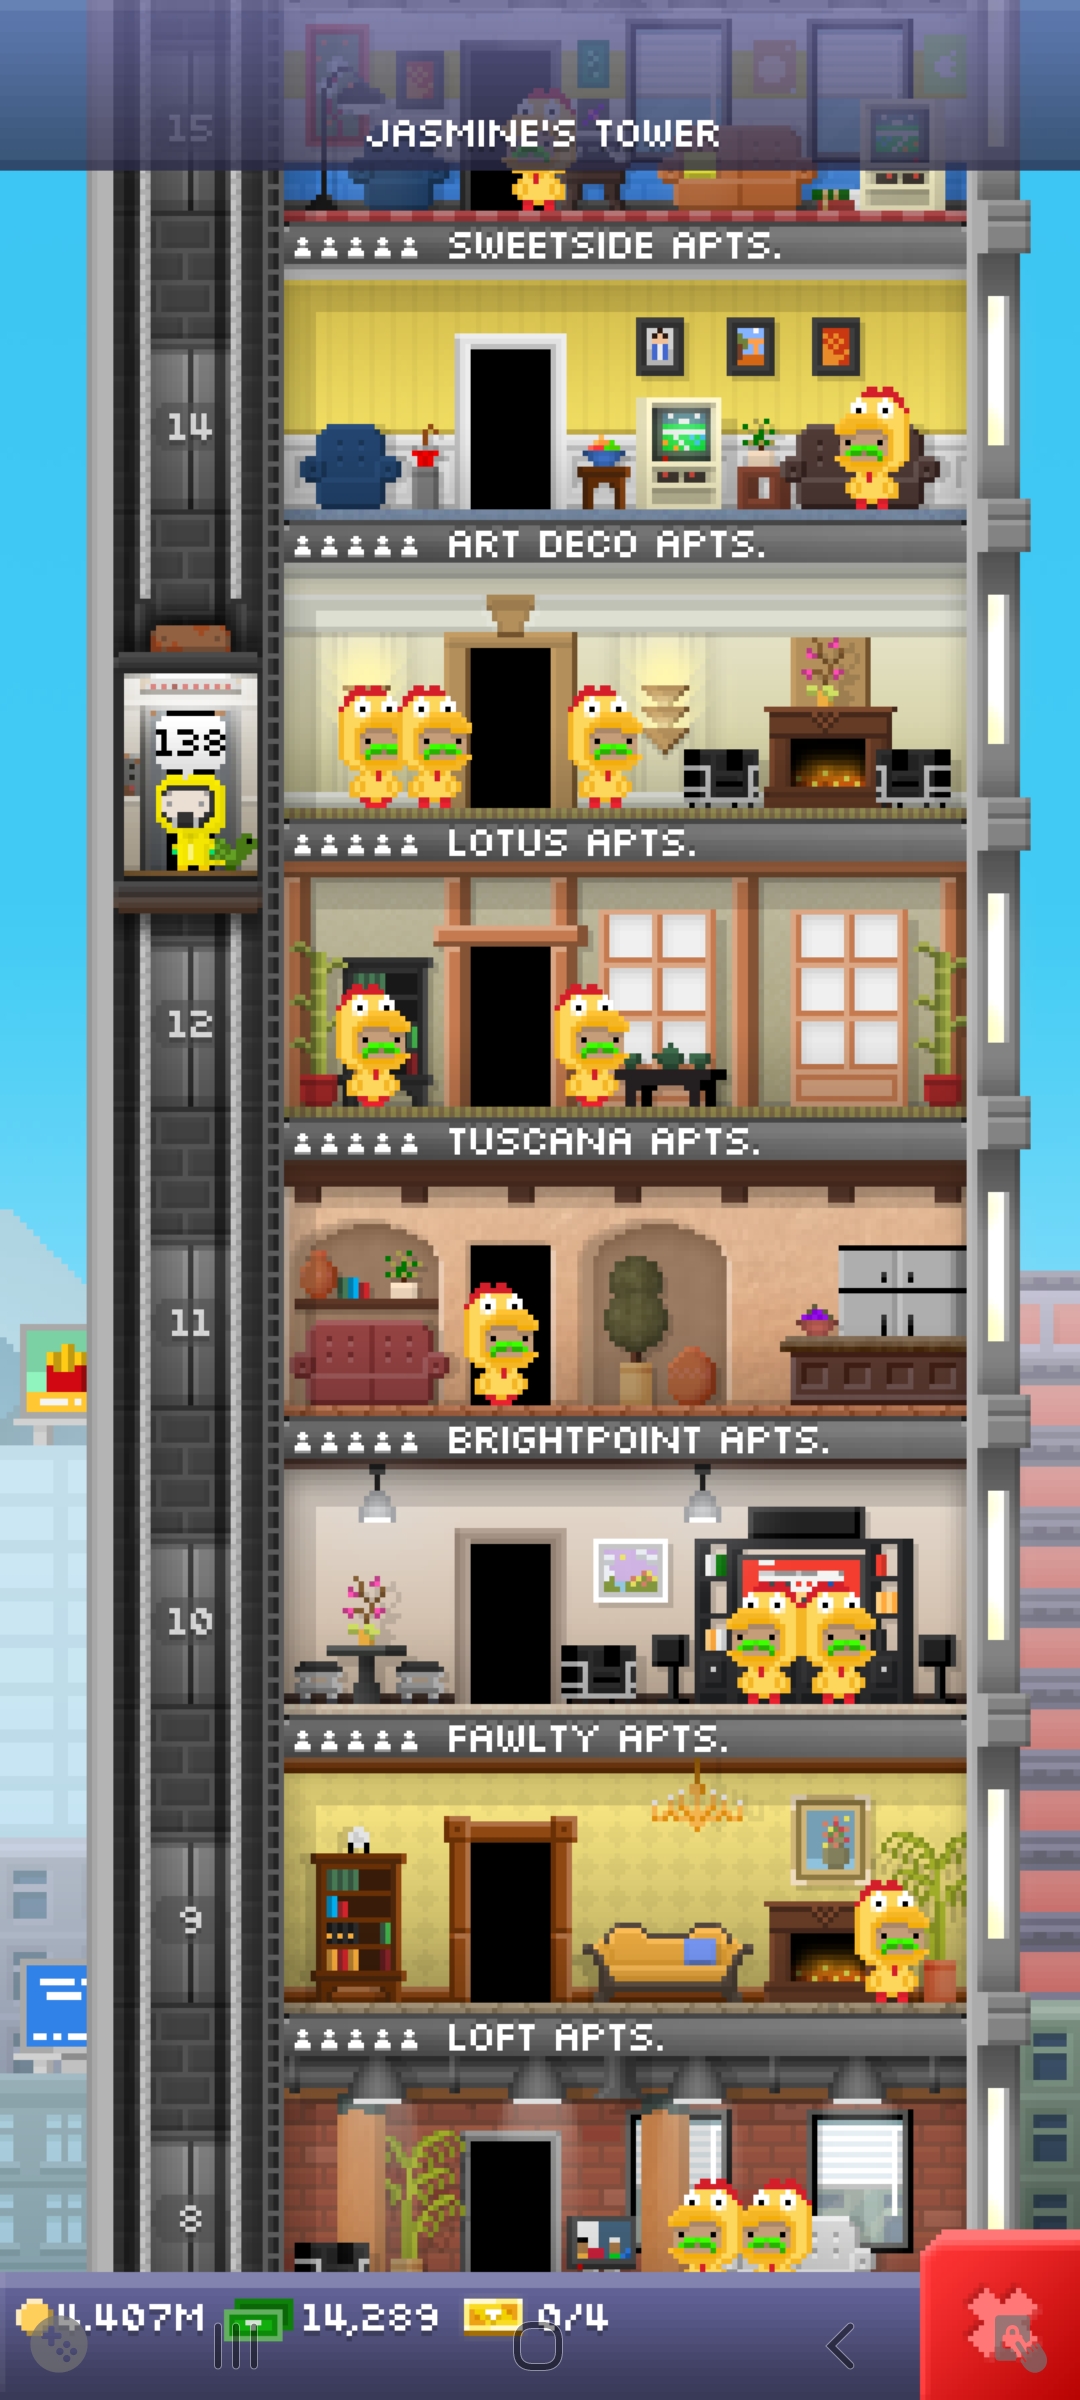 JASMINE'S TOWER
15
SWEETSIDE APTS.
14
ART DECO APTS.
138
LOTUS APTS.
12
TUSCANA APTS.
11
BRIGHTPOINT APTS.
10
FAWLTY APTS.
9
LOFT APTS.
8
4.407M 14,289 0/4